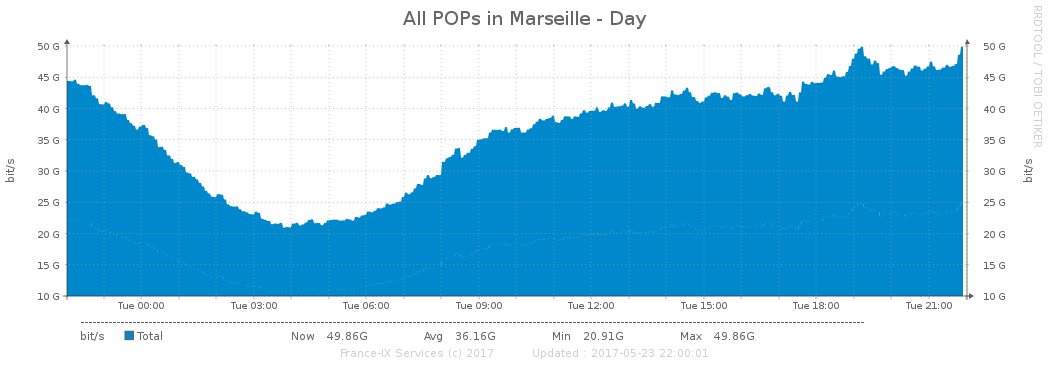 All POPs in Marseille - Day
RRDTOOL / TOBI OETIKER
bit/s
50 G 50 G
45 G 45 G
40 G 40 G
35 G 35 G
30 G 30 G
25 G 25 G
20 G 20 G
15 G 15 G
10 G 10 G
bit/s
Tue 00:00 Tue 03:00 Tue 06:00 Tue 09:00 Tue 12:00 Tue 15:00 Tue 18:00 Tue 21:00
bit/s Total Now 49.86G Avg 36.16G Min 20.91G Max 49.86G
France-IX Services (c) 2017 Updated : 2017-05-23 22:00:01